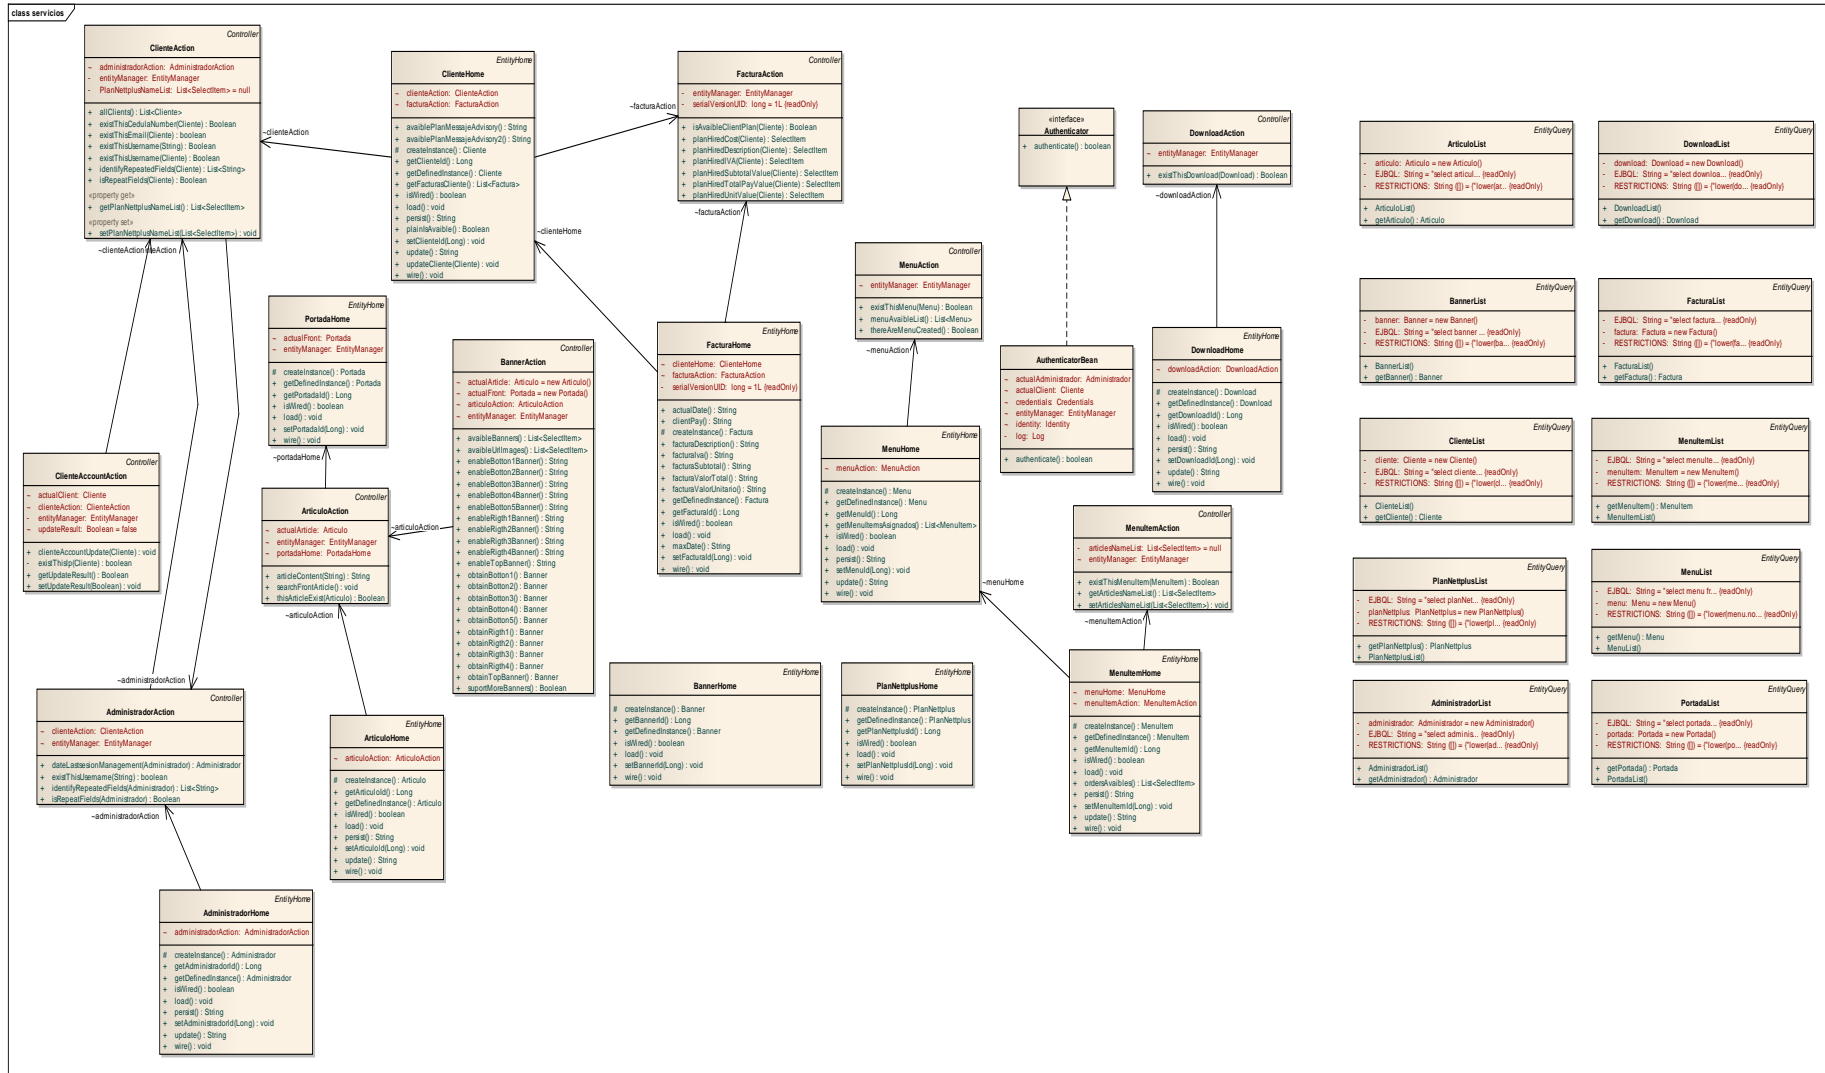 class servicios
Controller
ClienteAction
~ administradorAction: AdministradorAction
- entityManager: EntityManager
- PlanNettplusNameList: List<SelectItem> = null
+ allClients() : List<Cliente>
+ existThisCedulaNumber(Cliente) : Boolean
+ existThisEmail(Cliente) : boolean
+ existThisUsername(String) : Boolean
+ existThisUsername(Cliente) : Boolean
+ identifyRepeatedFields(Cliente) : List<String>
+ isRepeatFields(Cliente) : Boolean
«property get»
+ getPlanNettplusNameList() : List<SelectItem>
«property set»
+ setPlanNettplusNameList(List<SelectItem>) : void
EntityHome
ClienteHome
~ clienteAction: ClienteAction
~ facturaAction: FacturaAction
+ avaiblePlanMessajeAdvisory() : String
+ avaiblePlanMessajeAdvisory2() : String
# createInstance() : Cliente
+ getClienteId() : Long
+ getDefinedInstance() : Cliente
+ getFacturasCliente() : List<Factura>
+ isWired() : boolean
+ load() : void
+ persist() : String
+ plainIsAvaible() : Boolean
+ setClienteId(Long) : void
+ update() : String
+ updateCliente(Cliente) : void
+ wire() : void
Controller
FacturaAction
- entityManager: EntityManager
- serialVersionUID: long = 1L {readOnly}
+ isAvaibleClientPlan(Cliente) : Boolean
+ planHiredCost(Cliente) : SelectItem
+ planHiredDescription(Cliente) : SelectItem
+ planHiredIVA(Cliente) : SelectItem
+ planHiredSubtotalValue(Cliente) : SelectItem
+ planHiredTotalPayValue(Cliente) : SelectItem
+ planHiredUnitValue(Cliente) : SelectItem
«interface»
Authenticator
+ authenticate() : boolean
Controller
DownloadAction
~ entityManager: EntityManager
+ existThisDownload(Download) : Boolean
EntityQuery
ArticuloList
- articulo: Articulo = new Articulo()
- EJBQL: String = "select articul... {readOnly}
- RESTRICTIONS: String ([]) = {"lower(ar... {readOnly}
+ ArticuloList()
+ getArticulo() : Articulo
EntityQuery
DownloadList
- download: Download = new Download()
- EJBQL: String = "select downloa... {readOnly}
- RESTRICTIONS: String ([]) = {"lower(do... {readOnly}
+ DownloadList()
+ getDownload() : Download
~clienteAction
~facturaAction
~facturaAction
~clienteHome
~downloadAction
~clienteAction
nteAction
EntityHome
PortadaHome
~ actualFront: Portada
~ entityManager: EntityManager
# createInstance() : Portada
+ getDefinedInstance() : Portada
+ getPortadaId() : Long
+ isWired() : boolean
+ load() : void
+ setPortadaId(Long) : void
+ wire() : void
~portadaHome
Controller
BannerAction
~ actualArticle: Articulo = new Articulo()
~ actualFront: Portada = new Portada()
~ articuloAction: ArticuloAction
~ entityManager: EntityManager
+ avaibleBanners() : List<SelectItem>
+ avaibleUrlImages() : List<SelectItem>
+ enableBotton1Banner() : String
+ enableBotton2Banner() : String
+ enableBotton3Banner() : String
+ enableBotton4Banner() : String
+ enableBotton5Banner() : String
+ enableRigth1Banner() : String
+ enableRigth2Banner() : String
+ enableRigth3Banner() : String
+ enableRigth4Banner() : String
+ enableTopBanner() : String
+ obtainBotton1() : Banner
+ obtainBotton2() : Banner
+ obtainBotton3() : Banner
+ obtainBotton4() : Banner
+ obtainBotton5() : Banner
+ obtainRigth1() : Banner
+ obtainRigth2() : Banner
+ obtainRigth3() : Banner
+ obtainRigth4() : Banner
+ obtainTopBanner() : Banner
+ suportMoreBanners() : Boolean
EntityHome
FacturaHome
~ clienteHome: ClienteHome
~ facturaAction: FacturaAction
- serialVersionUID: long = 1L {readOnly}
+ actualDate() : String
+ clientPay() : String
# createInstance() : Factura
+ facturaDescription() : String
+ facturaIva() : String
+ facturaSubtotal() : String
+ facturaValorTotal() : String
+ facturaValorUnitario() : String
+ getDefinedInstance() : Factura
+ getFacturaId() : Long
+ isWired() : boolean
+ load() : void
+ maxDate() : String
+ setFacturaId(Long) : void
+ wire() : void
Controller
MenuAction
~ entityManager: EntityManager
+ existThisMenu(Menu) : Boolean
+ menuAvaibleList() : List<Menu>
+ thereAreMenuCreated() : Boolean
~menuAction
AuthenticatorBean
~ actualAdministrador: Administrador
~ actualClient: Cliente
~ credentials: Credentials
~ entityManager: EntityManager
~ identity: Identity
- log: Log
+ authenticate() : boolean
EntityHome
DownloadHome
~ downloadAction: DownloadAction
# createInstance() : Download
+ getDefinedInstance() : Download
+ getDownloadId() : Long
+ isWired() : boolean
+ load() : void
+ persist() : String
+ setDownloadId(Long) : void
+ update() : String
+ wire() : void
EntityQuery
BannerList
- banner: Banner = new Banner()
- EJBQL: String = "select banner ... {readOnly}
- RESTRICTIONS: String ([]) = {"lower(ba... {readOnly}
+ BannerList()
+ getBanner() : Banner
EntityQuery
FacturaList
- EJBQL: String = "select factura... {readOnly}
- factura: Factura = new Factura()
- RESTRICTIONS: String ([]) = {"lower(fa... {readOnly}
+ FacturaList()
+ getFactura() : Factura
EntityQuery
ClienteList
- cliente: Cliente = new Cliente()
- EJBQL: String = "select cliente... {readOnly}
- RESTRICTIONS: String ([]) = {"lower(cl... {readOnly}
+ ClienteList()
+ getCliente() : Cliente
EntityQuery
MenuItemList
- EJBQL: String = "select menuIte... {readOnly}
- menuItem: MenuItem = new MenuItem()
- RESTRICTIONS: String ([]) = {"lower(me... {readOnly}
+ getMenuItem() : MenuItem
+ MenuItemList()
Controller
ClienteAccountAction
~ actualClient: Cliente
~ clienteAction: ClienteAction
- entityManager: EntityManager
~ updateResult: Boolean = false
+ clienteAccountUpdate(Cliente) : void
- existThisIp(Cliente) : boolean
+ getUpdateResult() : Boolean
+ setUpdateResult(Boolean) : void
Controller
ArticuloAction
~ actualArticle: Articulo
~ entityManager: EntityManager
~ portadaHome: PortadaHome
+ articleContent(String) : String
+ searchFrontArticle() : void
+ thisArticleExist(Articulo) : Boolean
~articuloAction
~articuloAction
EntityHome
MenuHome
~ menuAction: MenuAction
# createInstance() : Menu
+ getDefinedInstance() : Menu
+ getMenuId() : Long
+ getMenuItemsAsignados() : List<MenuItem>
+ isWired() : boolean
+ load() : void
+ persist() : String
+ setMenuId(Long) : void
+ update() : String
+ wire() : void
~menuHome
Controller
MenuItemAction
- articlesNameList: List<SelectItem> = null
~ entityManager: EntityManager
+ existThisMenuItem(MenuItem) : Boolean
+ getArticlesNameList() : List<SelectItem>
+ setArticlesNameList(List<SelectItem>) : void
~menuItemAction
EntityQuery
PlanNettplusList
- EJBQL: String = "select planNet... {readOnly}
- planNettplus: PlanNettplus = new PlanNettplus()
- RESTRICTIONS: String ([]) = {"lower(pl... {readOnly}
+ getPlanNettplus() : PlanNettplus
+ PlanNettplusList()
EntityQuery
MenuList
- EJBQL: String = "select menu fr... {readOnly}
- menu: Menu = new Menu()
- RESTRICTIONS: String ([]) = {"lower(menu.no... {readOnly}
+ getMenu() : Menu
+ MenuList()
~administradorAction
Controller
AdministradorAction
~ clienteAction: ClienteAction
~ entityManager: EntityManager
+ dateLastsesionManagement(Administrador) : Administrador
+ existThisUsername(String) : boolean
+ identifyRepeatedFields(Administrador) : List<String>
+ isRepeatFields(Administrador) : Boolean
~administradorAction
EntityHome
ArticuloHome
~ articuloAction: ArticuloAction
# createInstance() : Articulo
+ getArticuloId() : Long
+ getDefinedInstance() : Articulo
+ isWired() : boolean
+ load() : void
+ persist() : String
+ setArticuloId(Long) : void
+ update() : String
+ wire() : void
EntityHome
BannerHome
# createInstance() : Banner
+ getBannerId() : Long
+ getDefinedInstance() : Banner
+ isWired() : boolean
+ load() : void
+ setBannerId(Long) : void
+ wire() : void
EntityHome
PlanNettplusHome
# createInstance() : PlanNettplus
+ getDefinedInstance() : PlanNettplus
+ getPlanNettplusId() : Long
+ isWired() : boolean
+ load() : void
+ setPlanNettplusId(Long) : void
+ wire() : void
EntityHome
MenuItemHome
~ menuHome: MenuHome
~ menuItemAction: MenuItemAction
# createInstance() : MenuItem
+ getDefinedInstance() : MenuItem
+ getMenuItemId() : Long
+ isWired() : boolean
+ load() : void
+ ordersAvaibles() : List<SelectItem>
+ persist() : String
+ setMenuItemId(Long) : void
+ update() : String
+ wire() : void
EntityQuery
AdministradorList
- administrador: Administrador = new Administrador()
- EJBQL: String = "select adminis... {readOnly}
- RESTRICTIONS: String ([]) = {"lower(ad... {readOnly}
+ AdministradorList()
+ getAdministrador() : Administrador
EntityQuery
PortadaList
- EJBQL: String = "select portada... {readOnly}
- portada: Portada = new Portada()
- RESTRICTIONS: String ([]) = {"lower(po... {readOnly}
+ getPortada() : Portada
+ PortadaList()
EntityHome
AdministradorHome
~ administradorAction: AdministradorAction
# createInstance() : Administrador
+ getAdministradorId() : Long
+ getDefinedInstance() : Administrador
+ isWired() : boolean
+ load() : void
+ persist() : String
+ setAdministradorId(Long) : void
+ update() : String
+ wire() : void